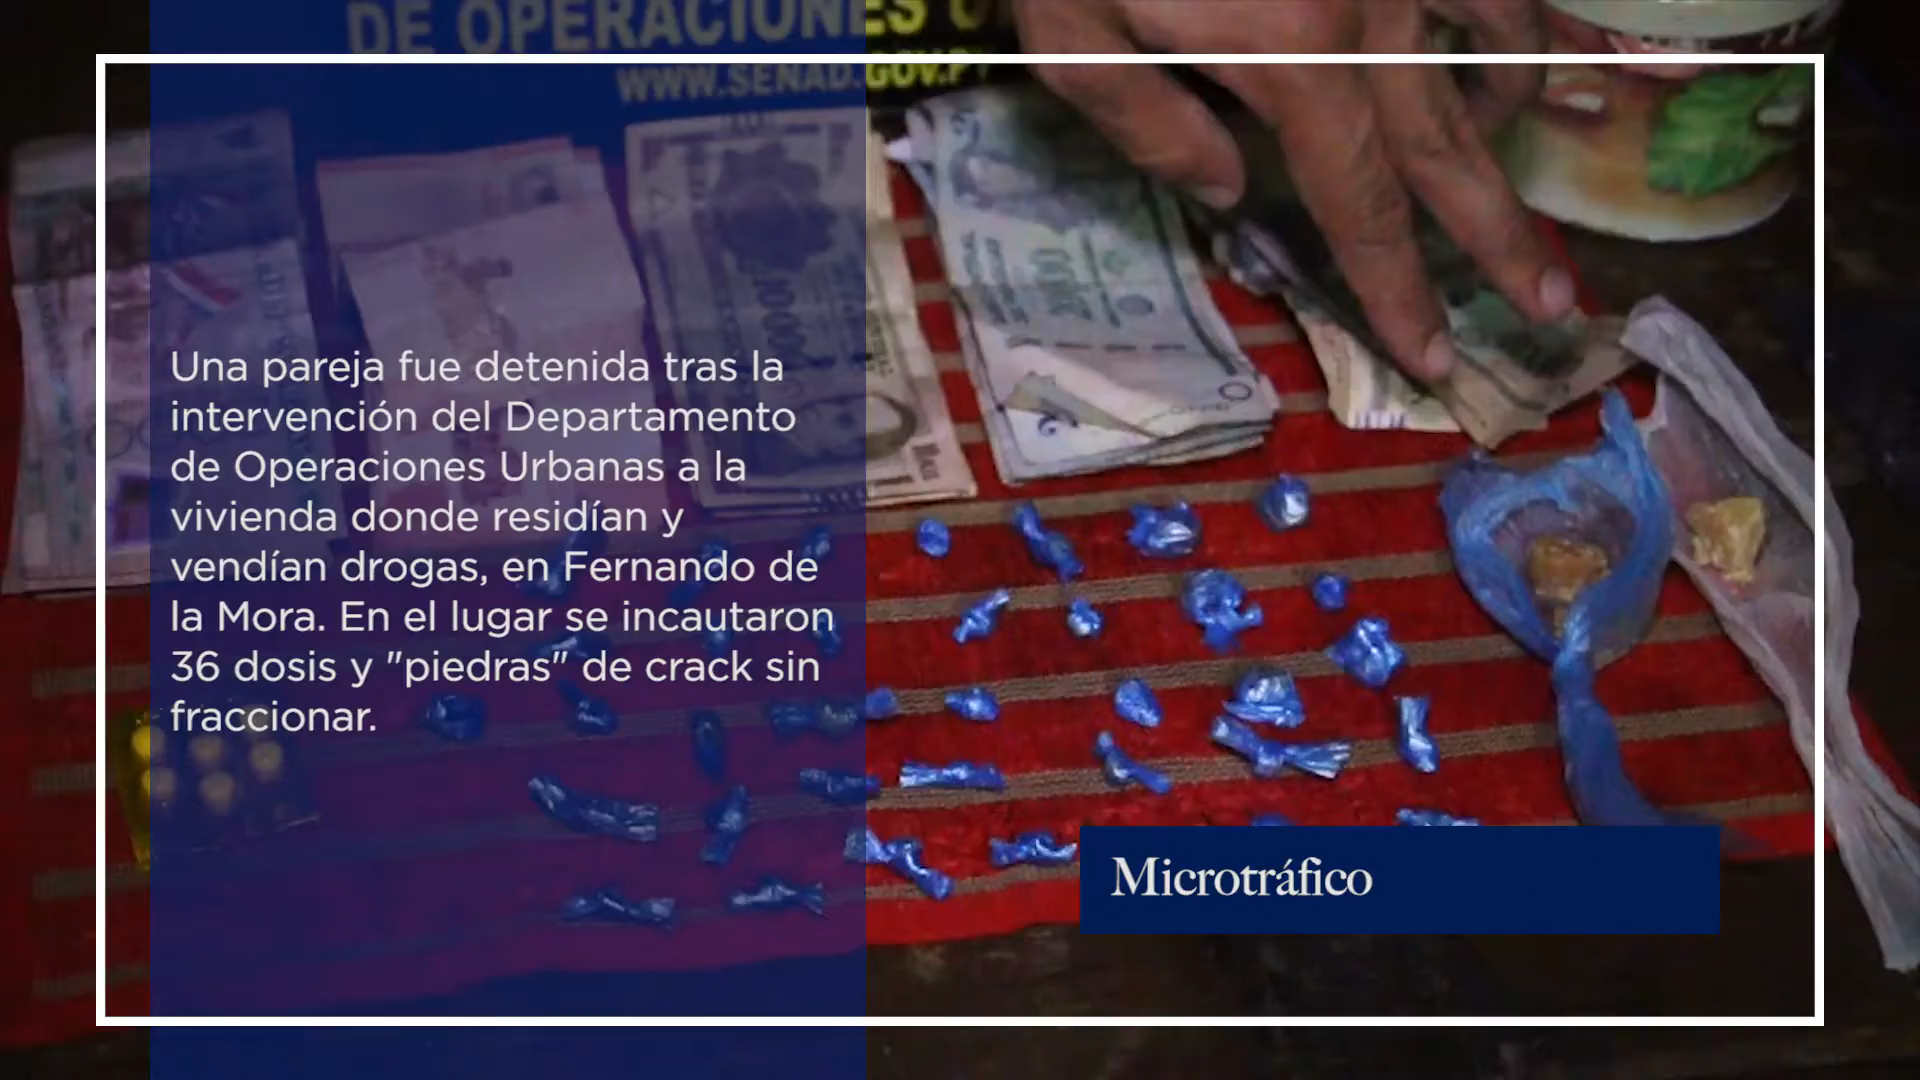 DE OPERACIONES U
WWW.SENAD.GOV.PY
Una pareja fue detenida tras la
intervención del Departamento
de Operaciones Urbanas a la
vivienda donde residían y
vendían drogas, en Fernando de
la Mora. En el lugar se incautaron
36 dosis y "piedras" de crack sin
fraccionar.
Microtráfico